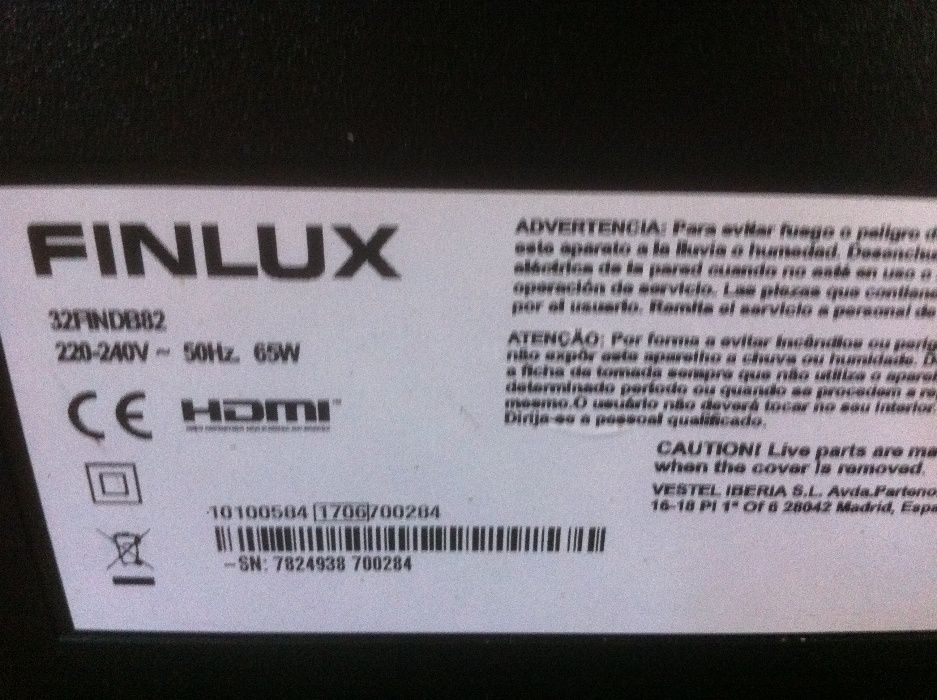 FINLUX
32FINDB82
220-240V ~ 50Hz. 65W
CE HDMI™
10100584 1706/700284
-SN: 7824938 700284
ADVERTENCIA: Para evitar fuego o peligro d
este aparato a la lluvia o humedad. Desenchu
eléctrica de la pared cuando no esté en uso o
operación de servicio. Las piezas que contiene
por el usuario. Remita el servicio a personal de
ATENÇÃO: Por forma a evitar incêndios ou perig
não expôr este aparelho a chuva ou humidade. D
a ficha de tomada sempre que não utiliza o apare
determinado período ou quando se procedem a re
mesmo.O usuário não deverá tocar no seu interior.
Dirija-se a pessoal qualificado.
CAUTION! Live parts are ma
when the cover is removed.
VESTEL IBERIA S.L. Avda.Parteno
16-18 Pl 1ª Of 6 28042 Madrid, Espa